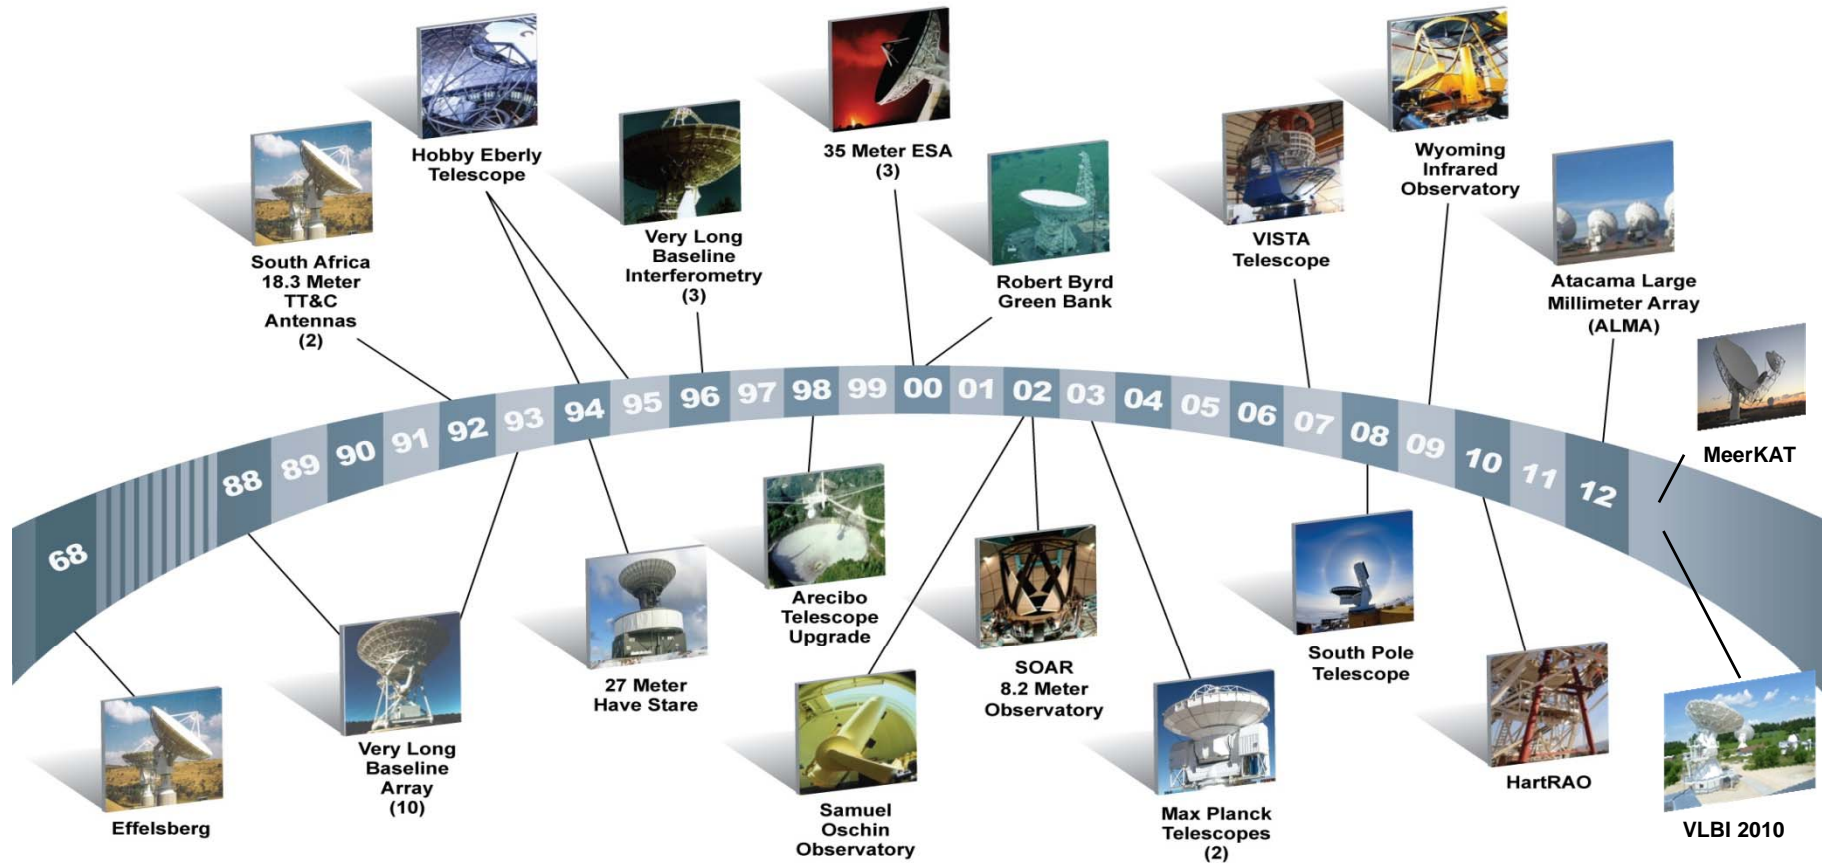 Hobby Eberly
Telescope
35 Meter ESA
(3)
Wyoming
Infrared
Observatory
South Africa
18.3 Meter
TT&C
Antennas
(2)
Very Long
Baseline
Interferometry
(3)
Robert Byrd
Green Bank
VISTA
Telescope
Atacama Large
Millimeter Array
(ALMA)
MeerKAT
68
88
89
90
91
92
93
94
95
96
97
98
99
00
01
02
03
04
05
06
07
08
09
10
11
12
Effelsberg
Very Long
Baseline
Array
(10)
27 Meter
Have Stare
Arecibo
Telescope
Upgrade
Samuel
Oschin
Observatory
SOAR
8.2 Meter
Observatory
Max Planck
Telescopes
(2)
South Pole
Telescope
HartRAO
VLBI 2010